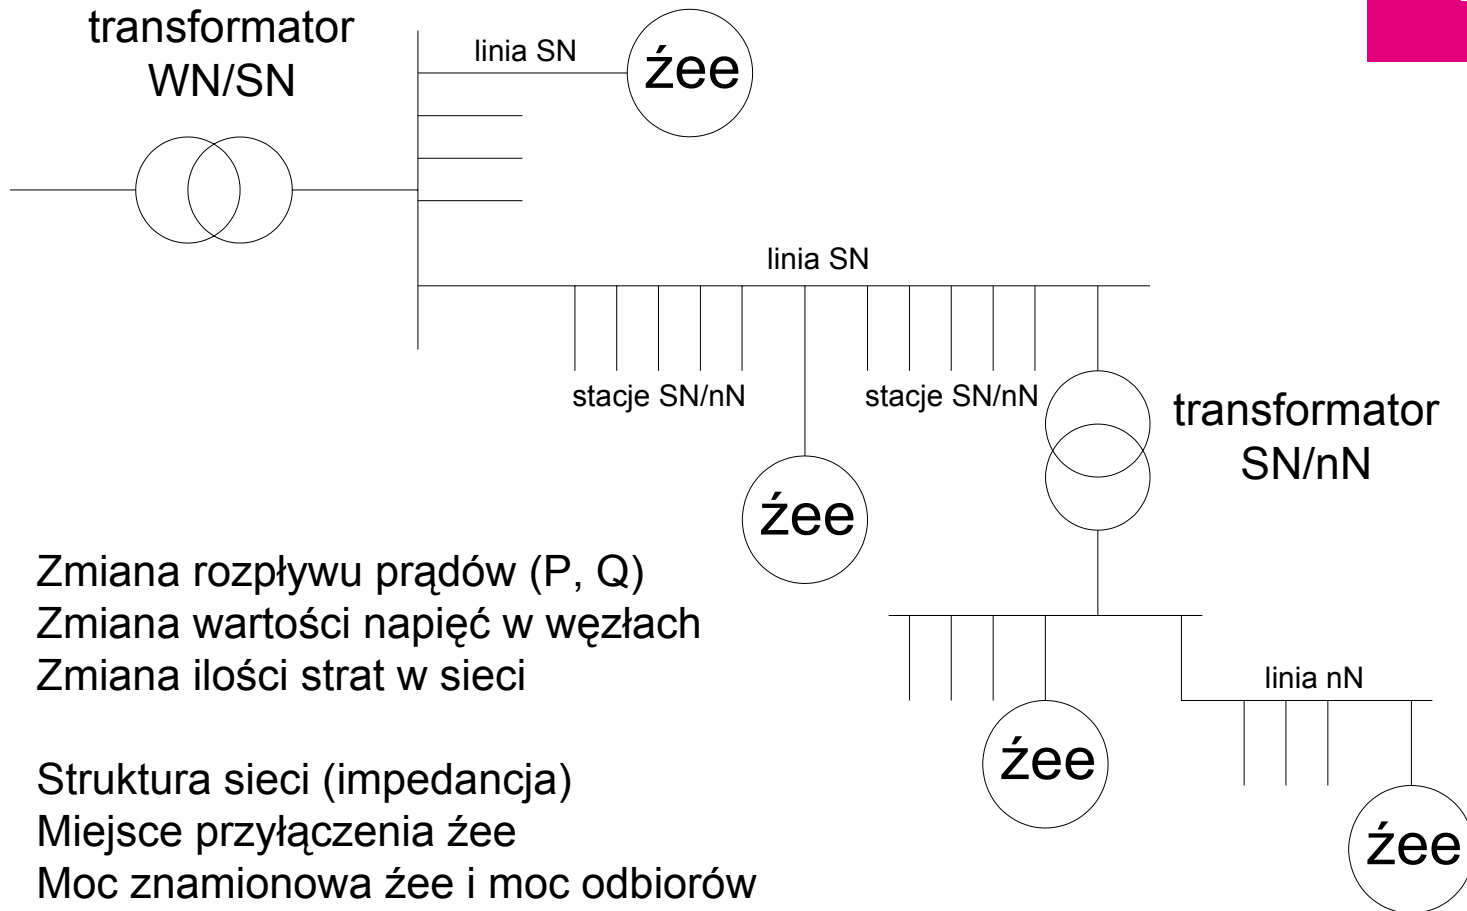 transformator
WN/SN
linia SN
źee
linia SN
stacje SN/nN
stacje SN/nN
transformator
SN/nN
źee
Zmiana rozpływu prądów (P, Q)
Zmiana wartości napięć w węzłach
Zmiana ilości strat w sieci
linia nN
źee
Struktura sieci (impedancja)
Miejsce przyłączenia źee
Moc znamionowa źee i moc odbiorów
źee